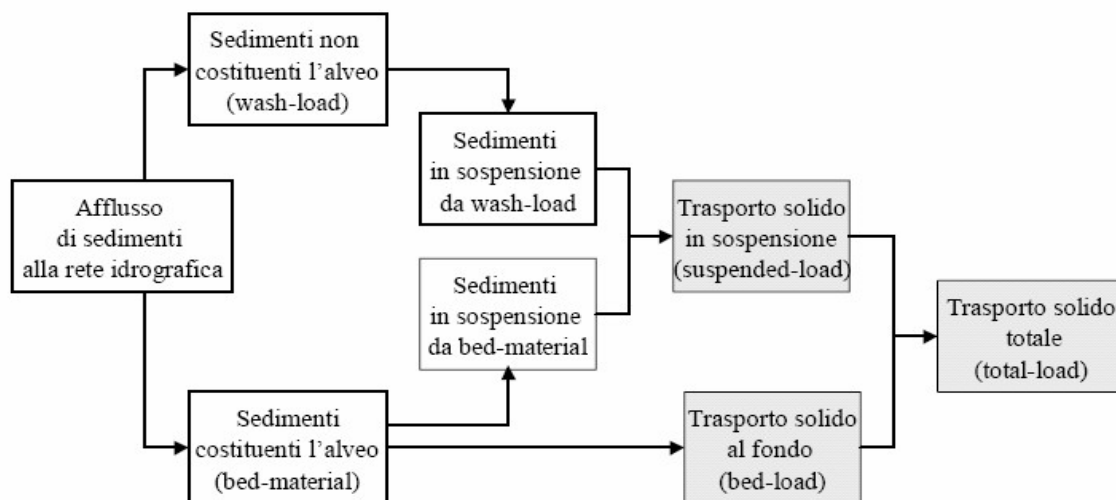 Sedimenti non
costituenti l'alveo
(wash-load)
Sedimenti
in sospensione
da wash-load
Afflusso
di sedimenti
alla rete idrografica
Trasporto solido
in sospensione
(suspended-load)
Sedimenti
in sospensione
da bed-material
Trasporto solido
totale
(total-load)
Sedimenti
costituenti l'alveo
(bed-material)
Trasporto solido
al fondo
(bed-load)